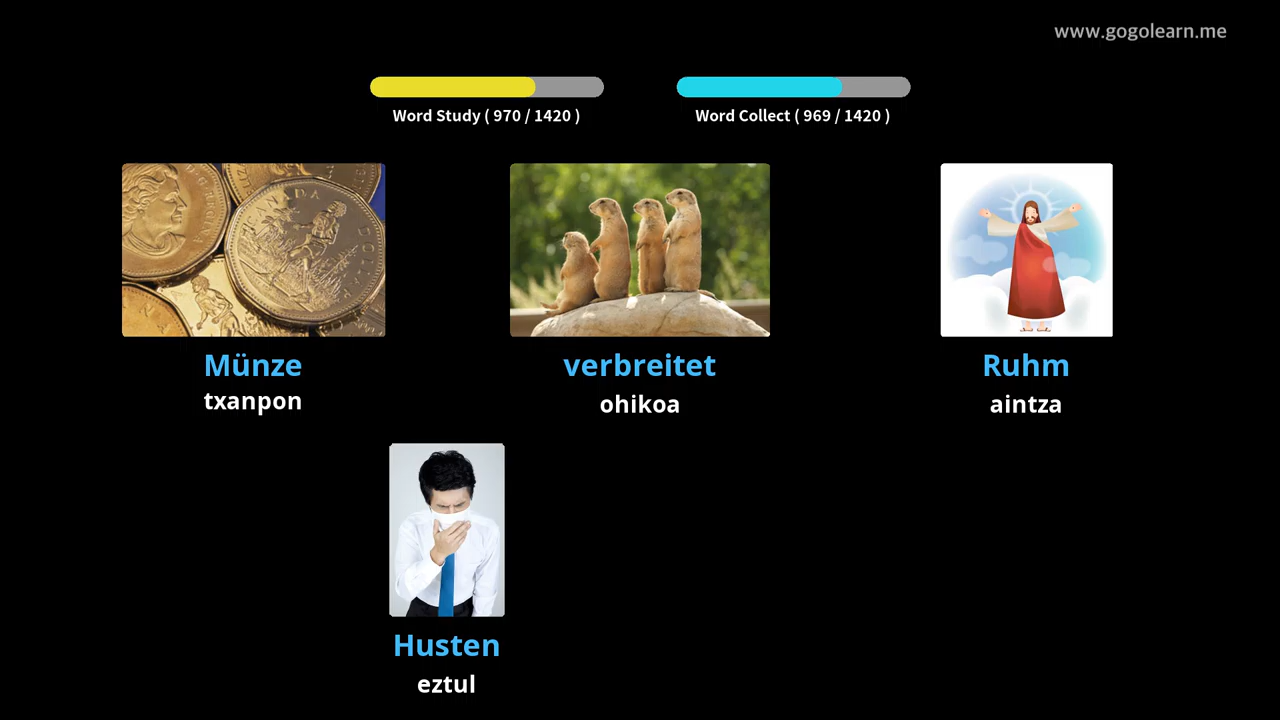 www.gogolearn.me
Word Study ( 970 / 1420 )
Word Collect ( 969 / 1420 )
Münze
txanpon
verbreitet
ohikoa
Ruhm
aintza
Husten
eztul